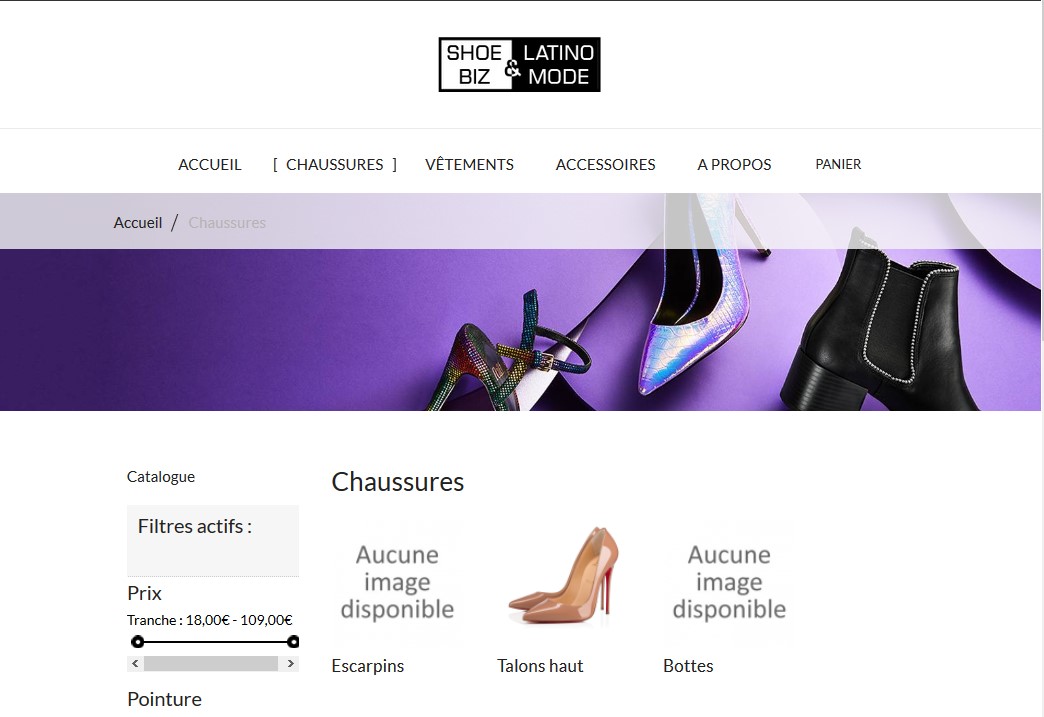 SHOE BIZ & LATINO MODE
ACCUEIL [ CHAUSSURES ] VÊTEMENTS ACCESSOIRES A PROPOS PANIER
Accueil / Chaussures
Catalogue
Filtres actifs :
Prix
Tranche : 18,00€ - 109,00€
Pointure
Chaussures
Aucune
image
disponible
Aucune
image
disponible
Escarpins Talons haut Bottes